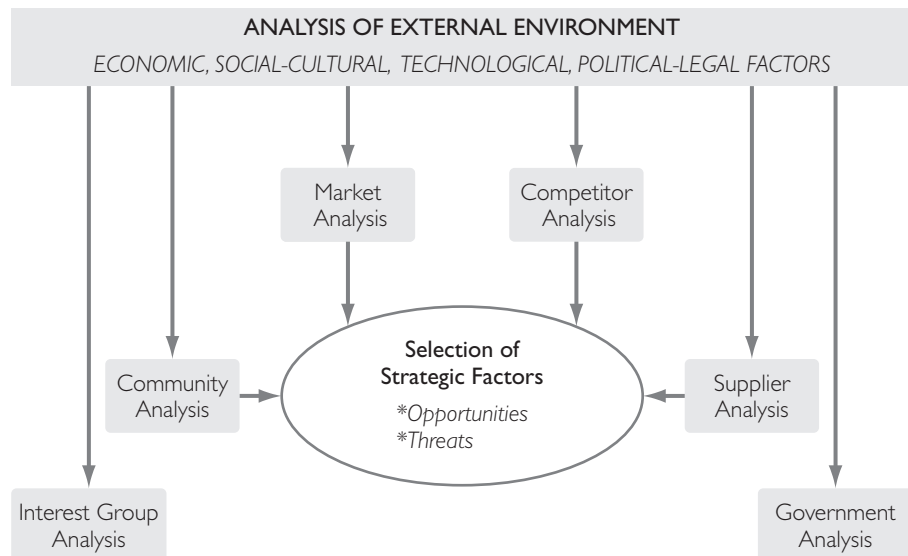 ANALYSIS OF EXTERNAL ENVIRONMENT
ECONOMIC, SOCIAL-CULTURAL, TECHNOLOGICAL, POLITICAL-LEGAL FACTORS
Market
Analysis
Competitor
Analysis
Selection of
Strategic Factors
*Opportunities
*Threats
Community
Analysis
Supplier
Analysis
Interest Group
Analysis
Government
Analysis